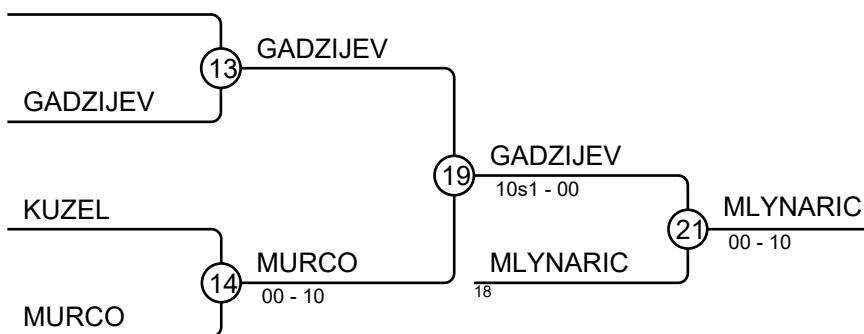 13
GADZIJEV
GADZIJEV
19
GADZIJEV
10s1 - 00
KUZEL
14
MURCO
00 - 10
MURCO
MLYNARIC
18
21
MLYNARIC
00 - 10